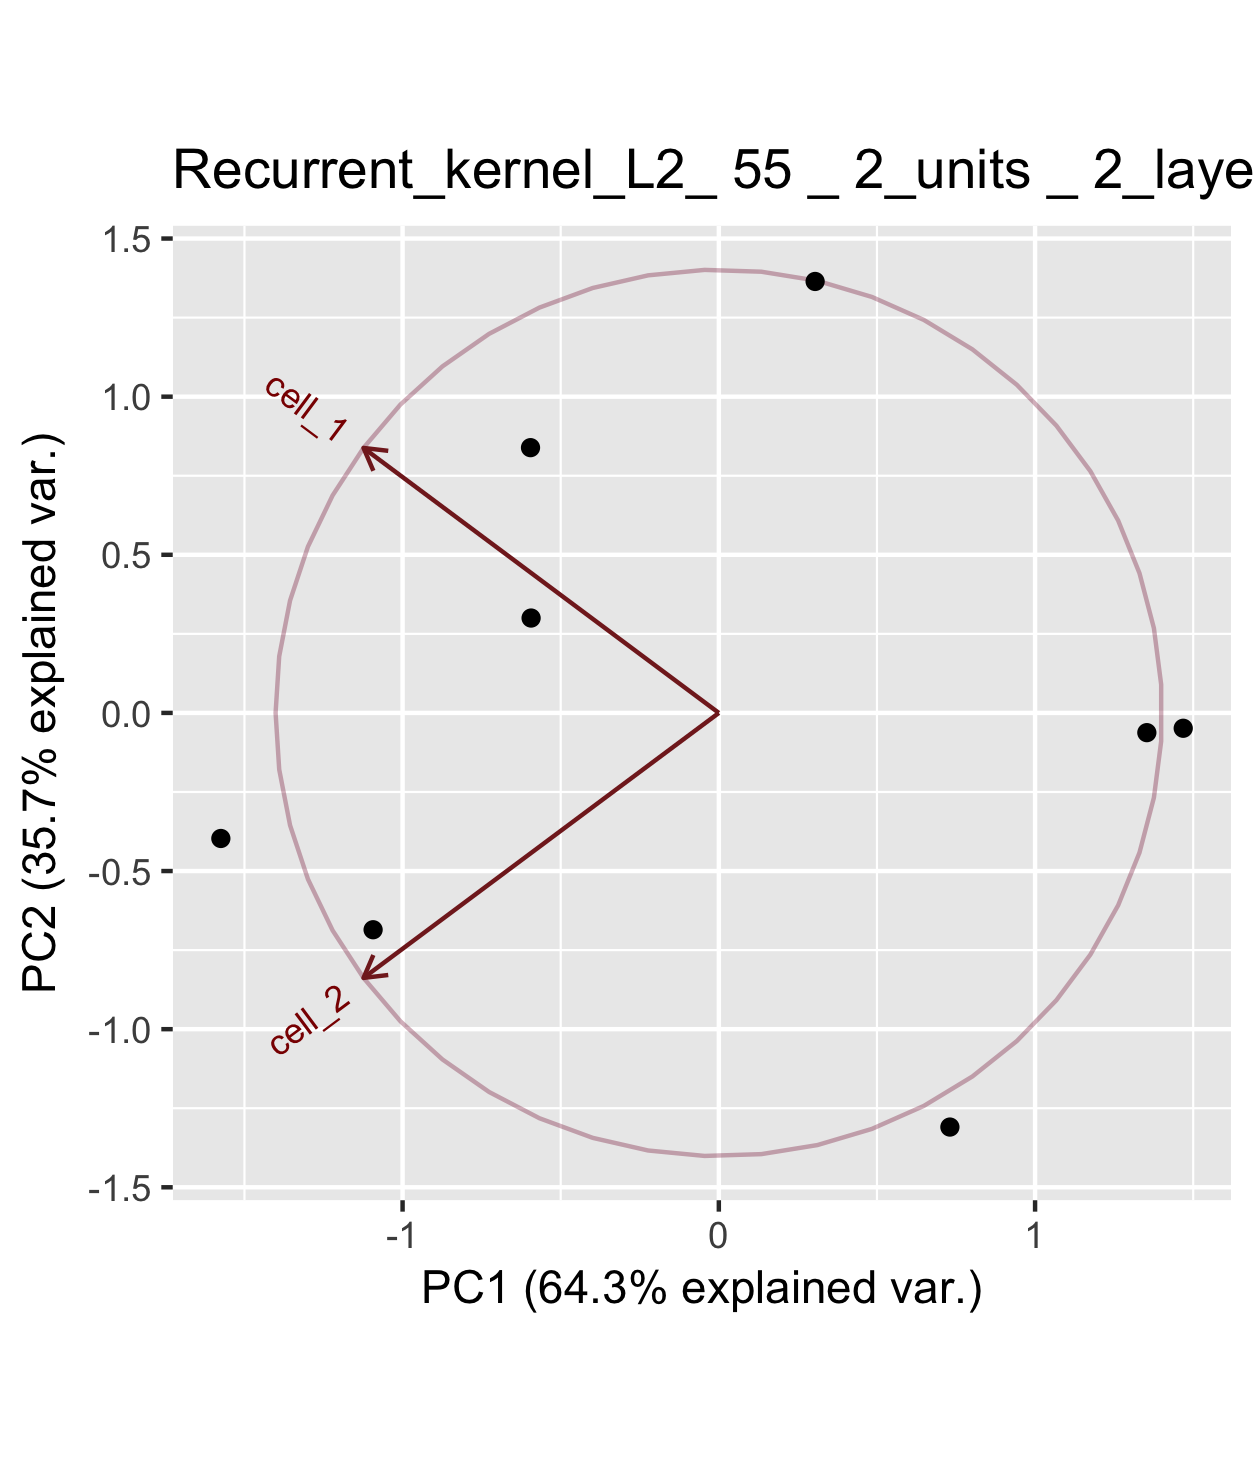 Recurrent_kernel_L2_ 55 _ 2_units _ 2_laye
1.5
1.0
0.5
0.0
-0.5
-1.0
-1.5
PC2 (35.7% explained var.)
cell_1
cell_2
-1 0 1
PC1 (64.3% explained var.)